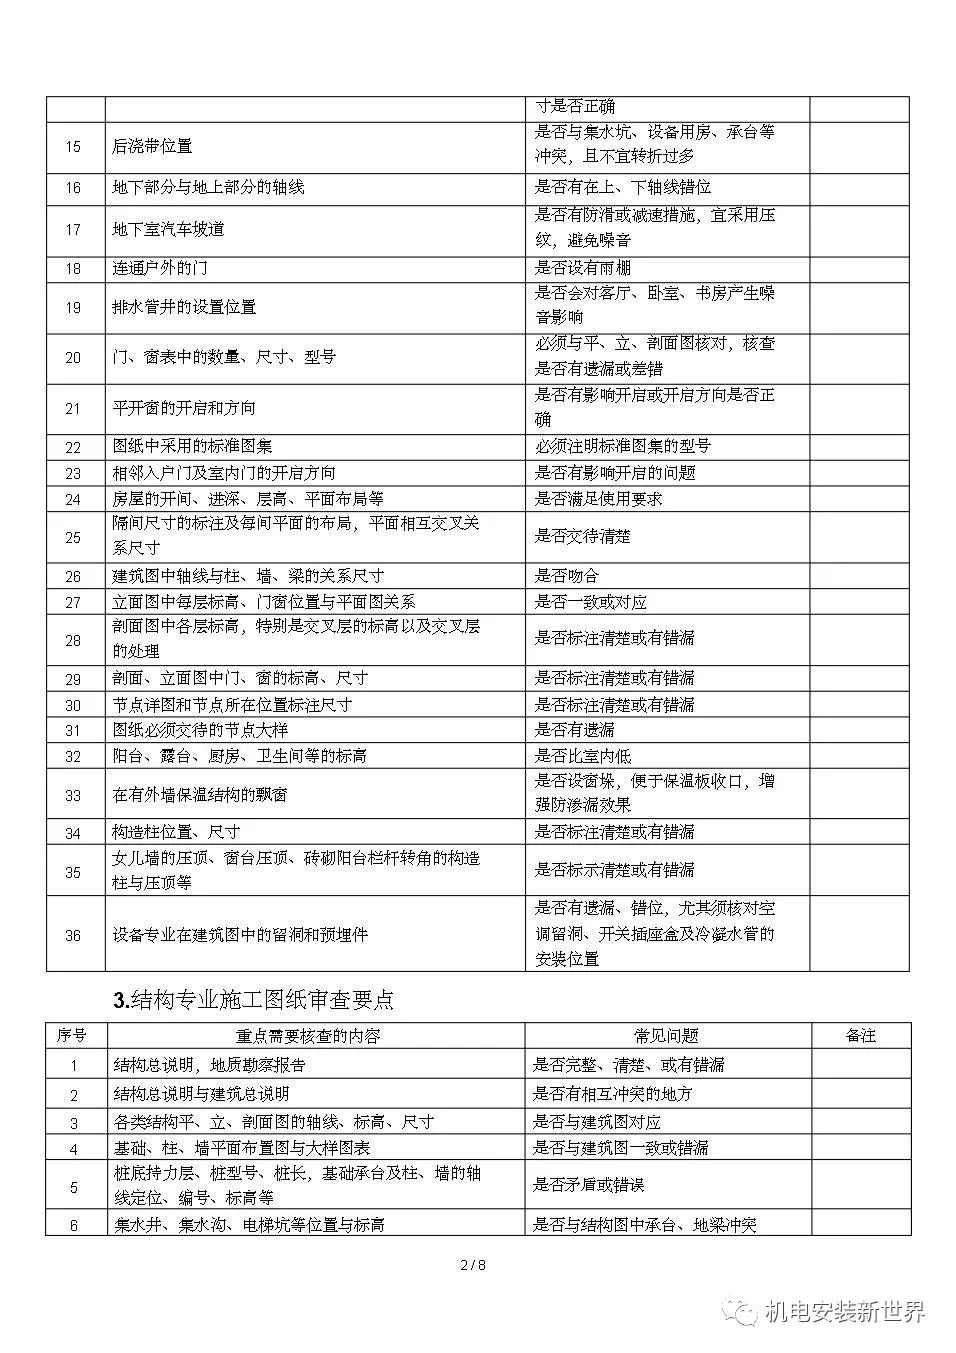 寸是否正确
15 后浇带位置 是否与集水坑、设备用房、承台等
冲突，且不宜转折过多
16 地下部分与地上部分的轴线 是否有在上、下轴线错位
17 地下室汽车坡道 是否有防滑或减速措施，宜采用压
纹，避免噪音
18 连通户外的门 是否设有雨棚
19 排水管井的设置位置 是否会对客厅、卧室、书房产生噪
音影响
20 门、窗表中的数量、尺寸、型号 必须与平、立、剖面图核对，核查
是否有遗漏或差错
21 平开窗的开启和方向 是否有影响开启或开启方向是否正
确
22 图纸中采用的标准图集 必须注明标准图集的型号
23 相邻入户门及室内门的开启方向 是否有影响开启的问题
24 房屋的开间、进深、层高、平面布局等 是否满足使用要求
25 隔间尺寸的标注及每间平面的布局，平面相互交叉关
系尺寸 是否交待清楚
26 建筑图中轴线与柱、墙、梁的关系尺寸 是否吻合
27 立面图中每层标高、门窗位置与平面图关系 是否一致或对应
28 剖面图中各层标高，特别是交叉层的标高以及交叉层
的处理 是否标注清楚或有错漏
29 剖面、立面图中门、窗的标高、尺寸 是否标注清楚或有错漏
30 节点详图和节点所在位置标注尺寸 是否标注清楚或有错漏
31 图纸必须交待的节点大样 是否有遗漏
32 阳台、露台、厨房、卫生间等的标高 是否比室内低
33 在有外墙保温结构的飘窗 是否设窗垛，便于保温板收口，增
强防渗漏效果
34 构造柱位置、尺寸 是否标注清楚或有错漏
35 女儿墙的压顶、窗台压顶、砖砌阳台栏杆转角的构造
柱与压顶等 是否标示清楚或有错漏
36 设备专业在建筑图中的留洞和预埋件 是否有遗漏、错位，尤其须核对空
调留洞、开关插座盒及冷凝水管的
安装位置
3.结构专业施工图纸审查要点
序号 重点需要核查的内容 常见问题 备注
1 结构总说明，地质勘察报告 是否完整、清楚、或有错漏
2 结构总说明与建筑总说明 是否有相互冲突的地方
3 各类结构平、立、剖面图的轴线、标高、尺寸 是否与建筑图对应
4 基础、柱、墙平面布置图与大样图表 是否与建筑图一致或错漏
5 桩底持力层、桩型号、桩长，基础承台及柱、墙的轴
线定位、编号、标高等 是否矛盾或错误
6 集水井、集水沟、电梯坑等位置与标高 是否与结构图中承台、地梁冲突
2 / 8
机电安装新世界